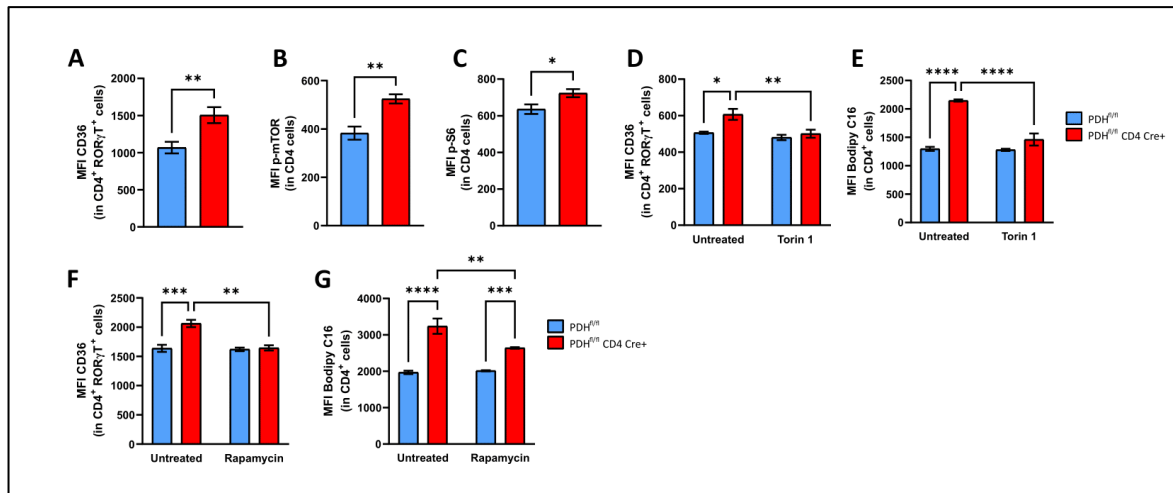 A
MFI CD36
(in CD4⁺ RORγT⁺ cells)
2000
1500
1000
500
0
**
B
MFI p-mTOR
(in CD4 cells)
600
400
200
0
**
C
MFI p-S6
(in CD4 cells)
800
600
400
200
0
*
D
MFI CD36
(in CD4⁺ RORγT⁺ cells)
800
600
400
200
0
* **
Untreated Torin 1
E
MFI Bodipy C16
(in CD4⁺ cells)
2500
2000
1500
1000
500
0
**** ****
Untreated Torin 1
PDHfl/fl
PDHfl/fl CD4 Cre+
F
MFI CD36
(in CD4⁺ RORγT⁺ cells)
2500
2000
1500
1000
500
0
*** **
Untreated Rapamycin
G
MFI Bodipy C16
(in CD4⁺ cells)
4000
3000
2000
1000
0
**
**** ***
Untreated Rapamycin
PDHfl/fl
PDHfl/fl CD4 Cre+